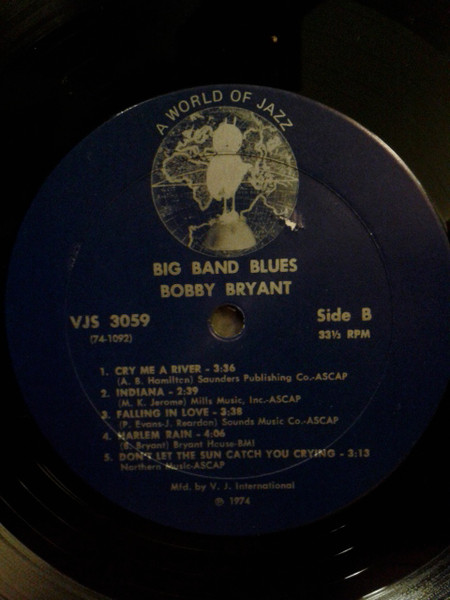 A WORLD OF JAZZ
BIG BAND BLUES
BOBBY BRYANT
VJS 3059
Side B
(74-1092)
33⅓ RPM
1. CRY ME A RIVER - 3:36
(A. B. Hamilton) Saunders Publishing Co.-ASCAP
2. INDIANA - 2:39
(M. K. Jerome) Mills Music, Inc.-ASCAP
3. FALLING IN LOVE - 3:38
(P. Evans-J. Reardon) Sounds Music Co.-ASCAP
4. HARLEM RAIN - 4:06
(B. Bryant) Bryant House-BMI
5. DON'T LET THE SUN CATCH YOU CRYING - 3:13
Northern Music-ASCAP
Mfd. by V. J. International
℗ 1974